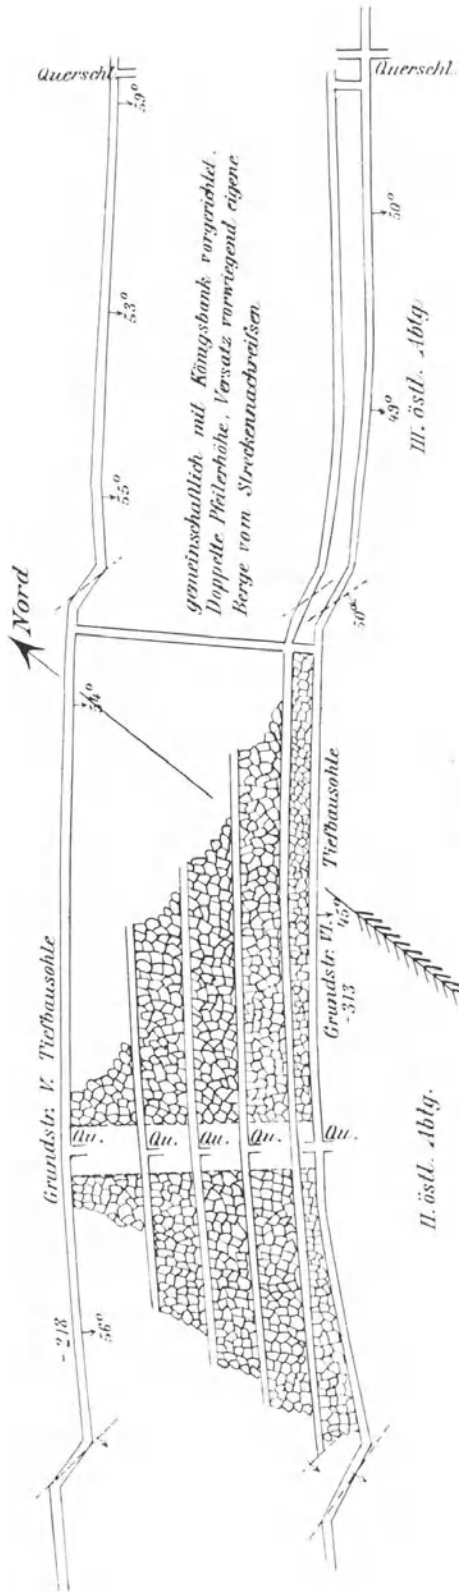 Querschl.
59°
53°
55°
Nord
54°
Grundstr. V. Tiefbausohle
- 218
56°
gemeinschaftlich mit Königsbank vorgerichtet.
Doppelte Pfeilerhöhe, Versatz vorwiegend eigene
Berge vom Streckennachreißen.
Querschl.
50°
49°
III. östl. Abtg.
50°
Tiefbausohle
Grundstr. VI.
45°
- 313
Qu.
Qu.
Qu.
Qu.
Qu.
II. östl. Abtg.